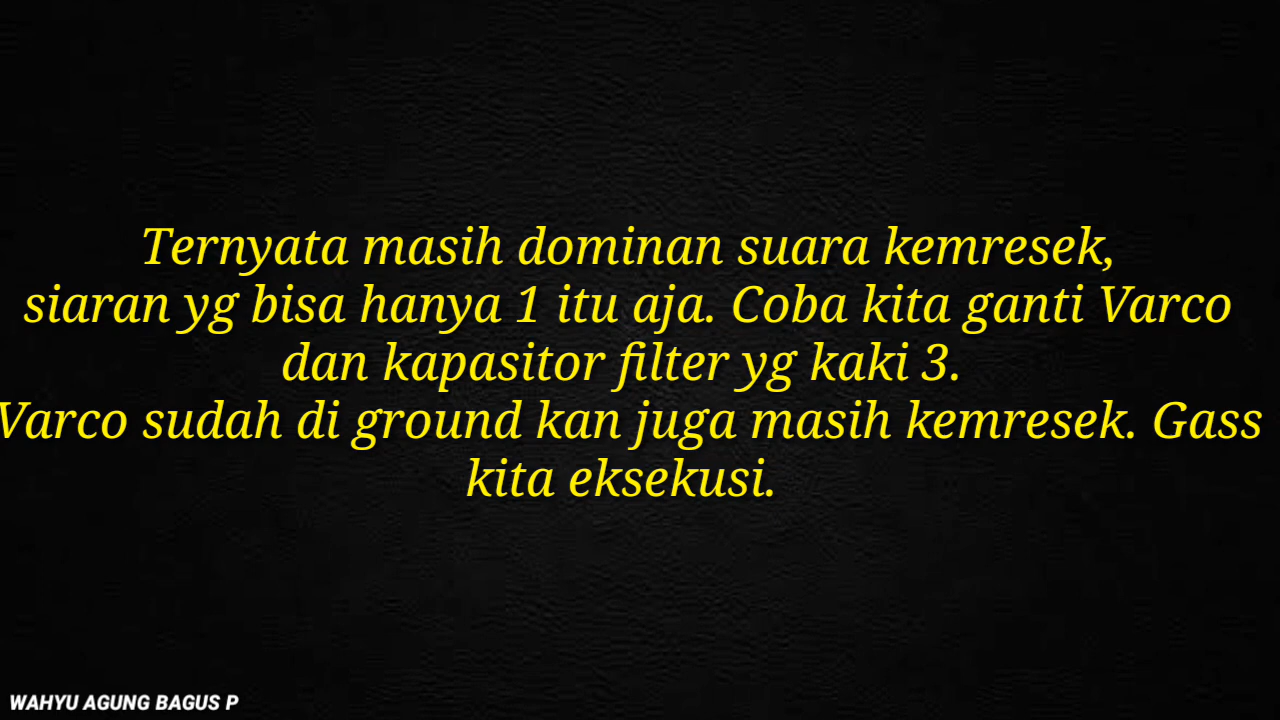 Ternyata masih dominan suara kemresek,
siaran yg bisa hanya 1 itu aja. Coba kita ganti Varco
dan kapasitor filter yg kaki 3.
Varco sudah di ground kan juga masih kemresek. Gass
kita eksekusi.
WAHYU AGUNG BAGUS P